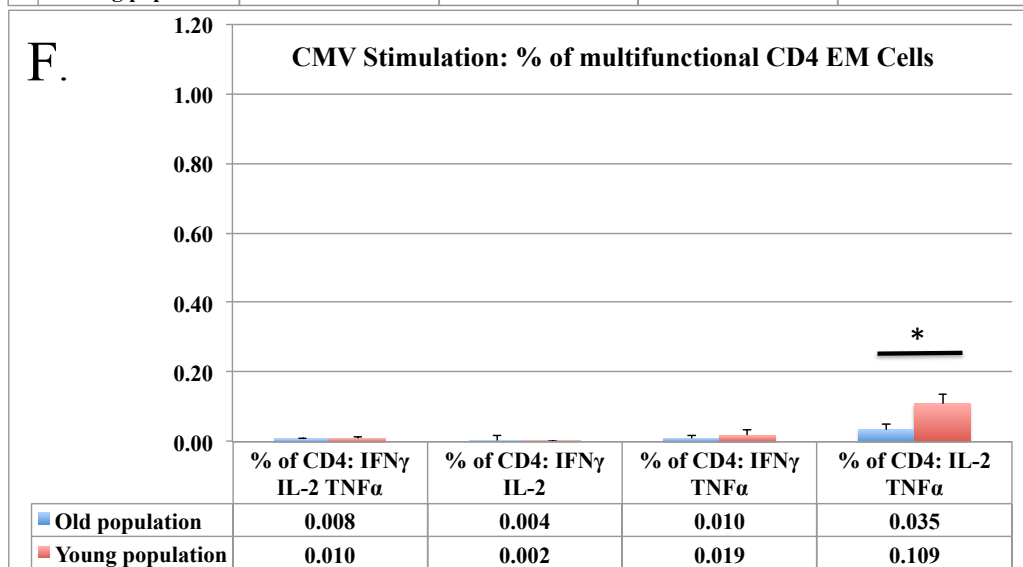 F.
CMV Stimulation: % of multifunctional CD4 EM Cells
1.20
1.00
0.80
0.60
0.40
0.20
0.00
*
% of CD4: IFNγ IL-2 TNFα
% of CD4: IFNγ IL-2
% of CD4: IFNγ TNFα
% of CD4: IL-2 TNFα
Old population 0.008 0.004 0.010 0.035
Young population 0.010 0.002 0.019 0.109